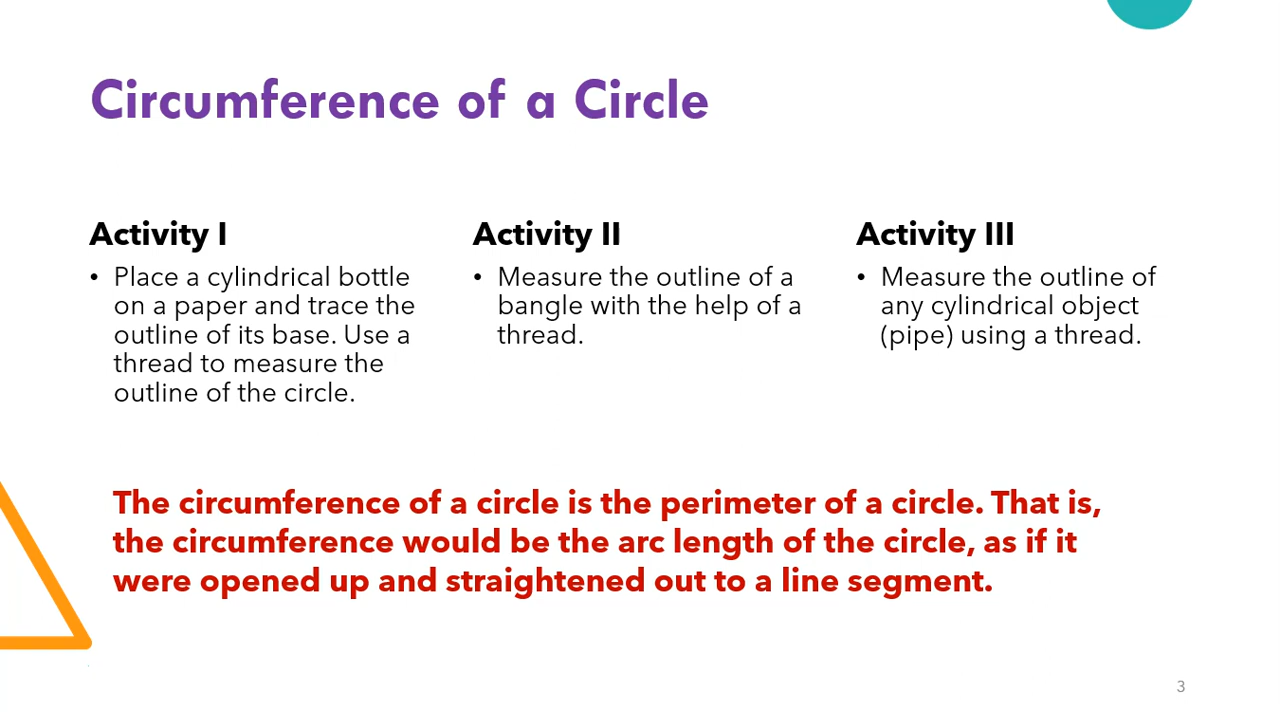 Circumference of a Circle
Activity I
• Place a cylindrical bottle
on a paper and trace the
outline of its base. Use a
thread to measure the
outline of the circle.
Activity II
• Measure the outline of a
bangle with the help of a
thread.
Activity III
• Measure the outline of
any cylindrical object
(pipe) using a thread.
The circumference of a circle is the perimeter of a circle. That is,
the circumference would be the arc length of the circle, as if it
were opened up and straightened out to a line segment.
3